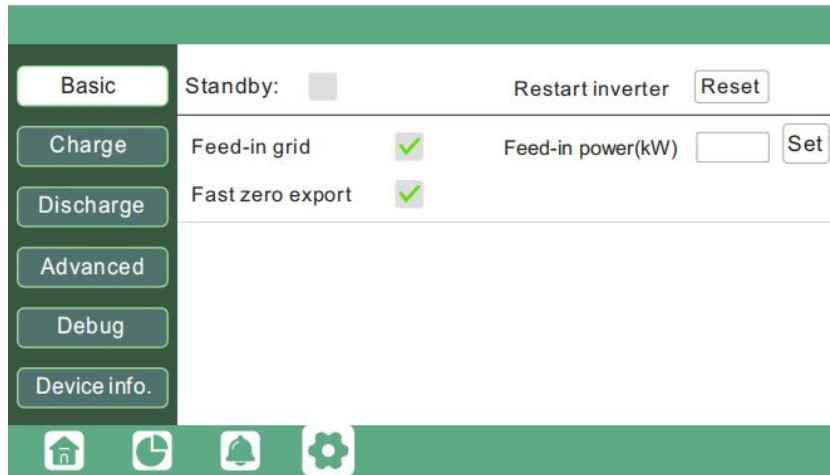 Basic
Standby:
Restart inverter
Reset
Charge
Feed-in grid
Feed-in power(kW)
Set
Discharge
Fast zero export
Advanced
Debug
Device info.